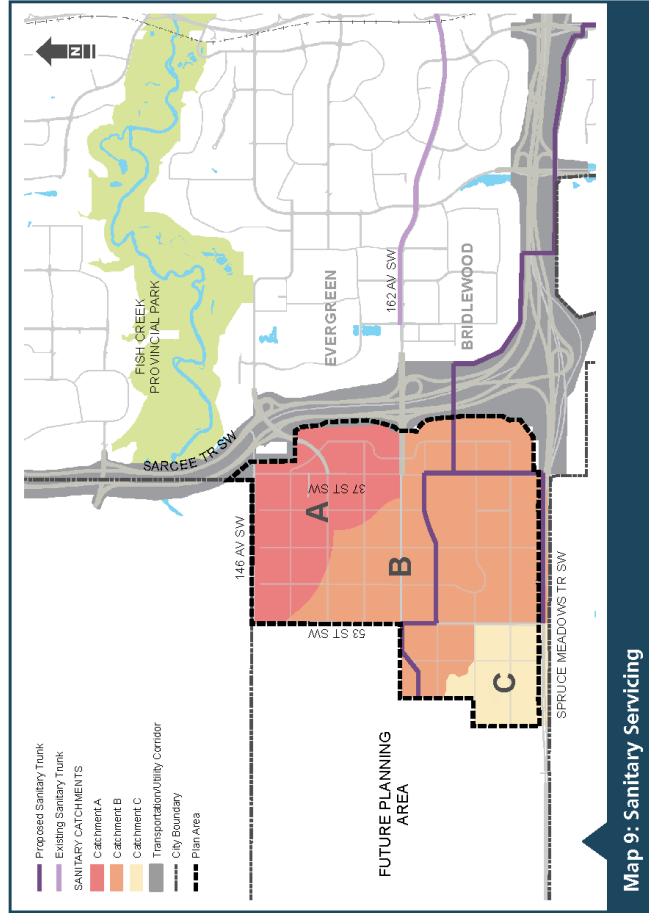 Proposed Sanitary Trunk
Existing Sanitary Trunk
SANITARY CATCHMENTS
Catchment A
Catchment B
Catchment C
Transportation/Utility Corridor
City Boundary
Plan Area
N
FISH CREEK
PROVINCIAL PARK
SARCEE TR SW
146 AV SW
37 ST SW
53 ST SW
EVERGREEN
162 AV SW
BRIDLEWOOD
A
B
C
FUTURE PLANNING
AREA
SPRUCE MEADOWS TR SW
Map 9: Sanitary Servicing